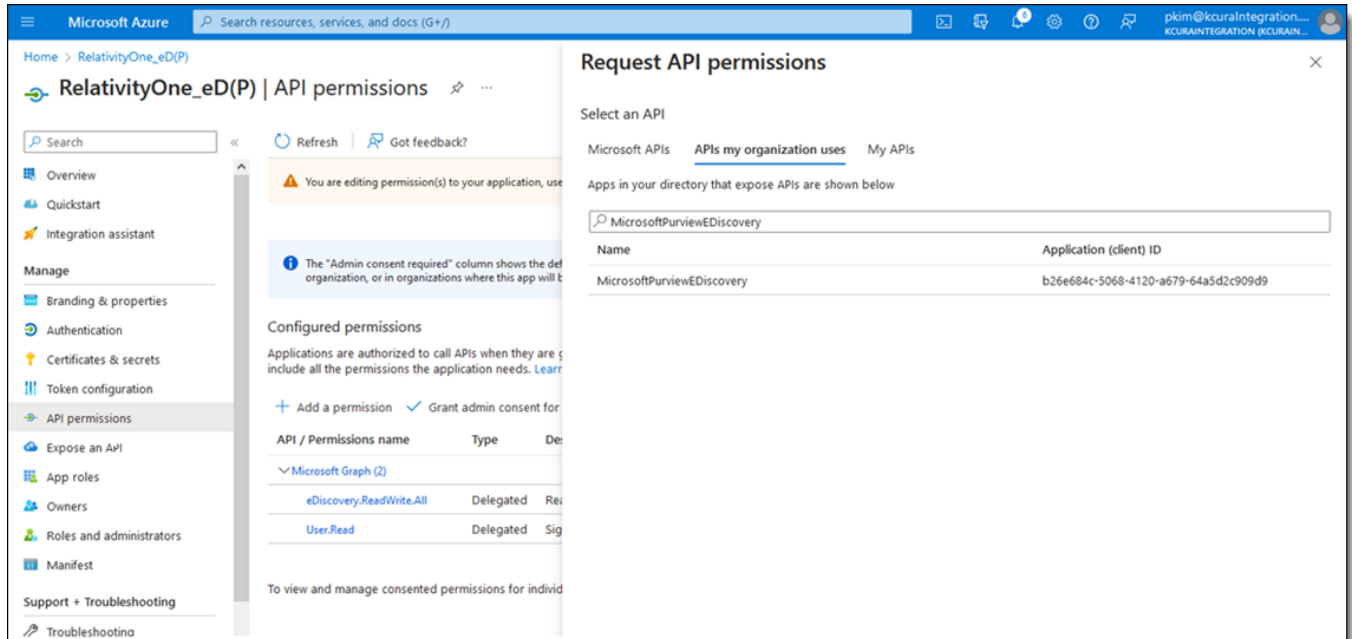 Microsoft Azure
Search resources, services, and docs (G+/)
6
pkim@kcuraIntegration....
KCURAINTEGRATION (KCURAIN...
Home > RelativityOne_eD(P)
RelativityOne_eD(P) | API permissions
Search
Overview
Quickstart
Integration assistant
Manage
Branding & properties
Authentication
Certificates & secrets
Token configuration
API permissions
Expose an API
App roles
Owners
Roles and administrators
Manifest
Support + Troubleshooting
Troubleshooting
Refresh
Got feedback?
You are editing permission(s) to your application, use
The "Admin consent required" column shows the def
organization, or in organizations where this app will b
Configured permissions
Applications are authorized to call APIs when they are g
include all the permissions the application needs. Learr
Add a permission
Grant admin consent for
API / Permissions name Type Des
Microsoft Graph (2)
eDiscovery.ReadWrite.All Delegated Rea
User.Read Delegated Sig
To view and manage consented permissions for individ
Request API permissions
Select an API
Microsoft APIs APIs my organization uses My APIs
Apps in your directory that expose APIs are shown below
MicrosoftPurviewEDiscovery
Name Application (client) ID
MicrosoftPurviewEDiscovery b26e684c-5068-4120-a679-64a5d2c909d9